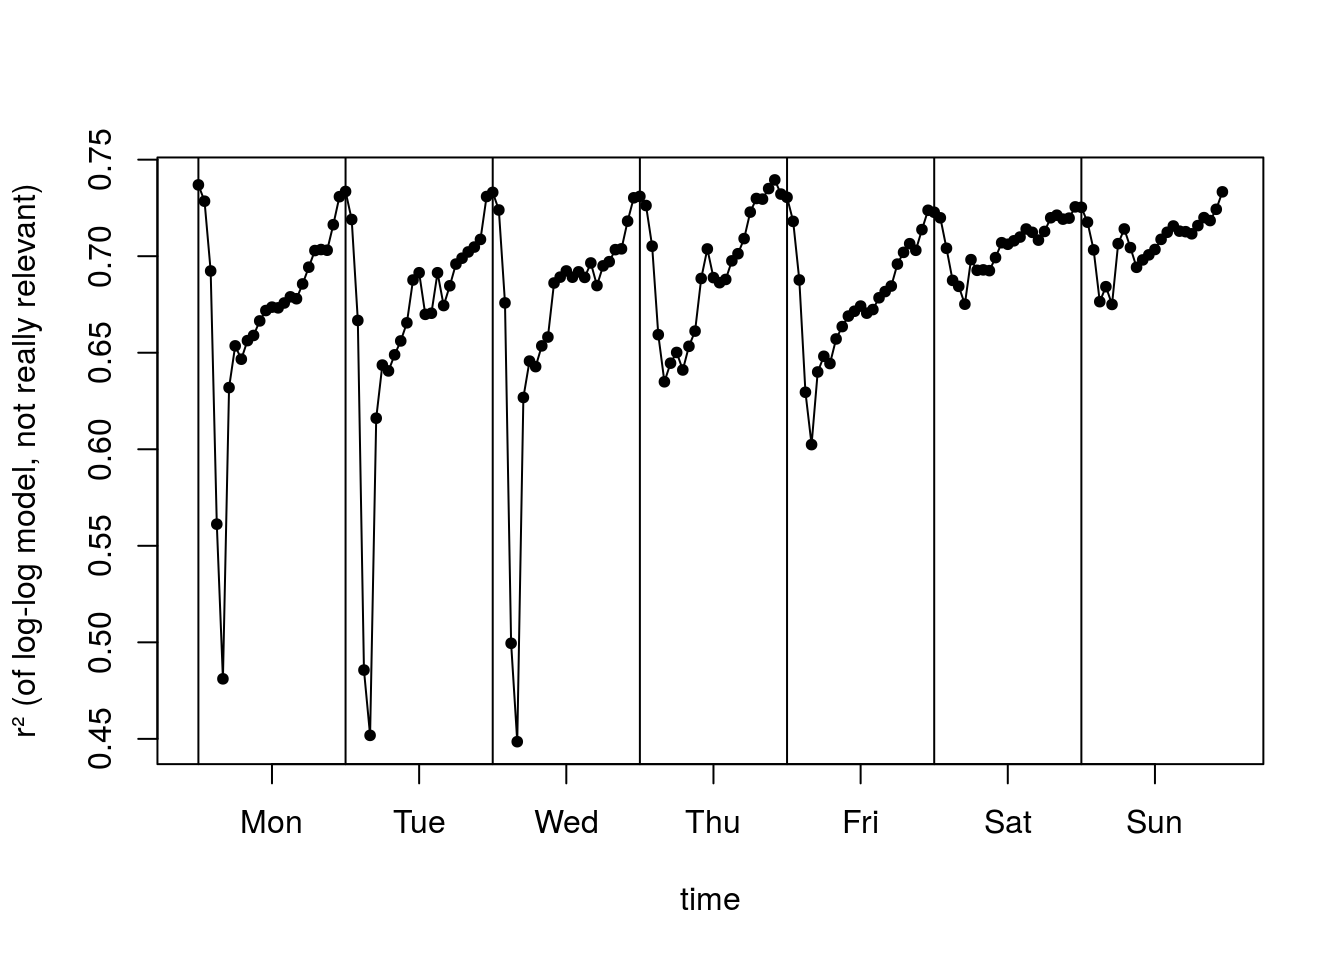 r² (of log-log model, not really relevant)
0.75
0.70
0.65
0.60
0.55
0.50
0.45
Mon Tue Wed Thu Fri Sat Sun
time